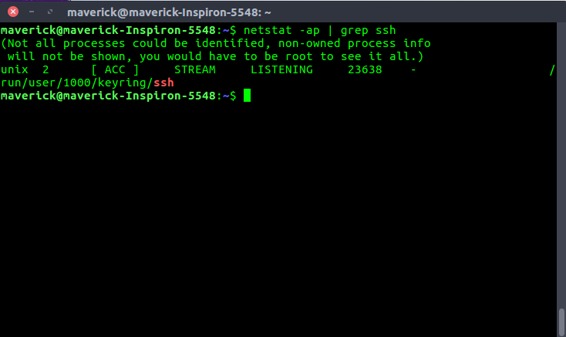 maverick@maverick-Inspiron-5548: ~
maverick@maverick-Inspiron-5548:~$ netstat -ap | grep ssh
(Not all processes could be identified, non-owned process info
 will not be shown, you would have to be root to see it all.)
unix  2      [ ACC ]     STREAM     LISTENING     23638    -                   /
run/user/1000/keyring/ssh
maverick@maverick-Inspiron-5548:~$